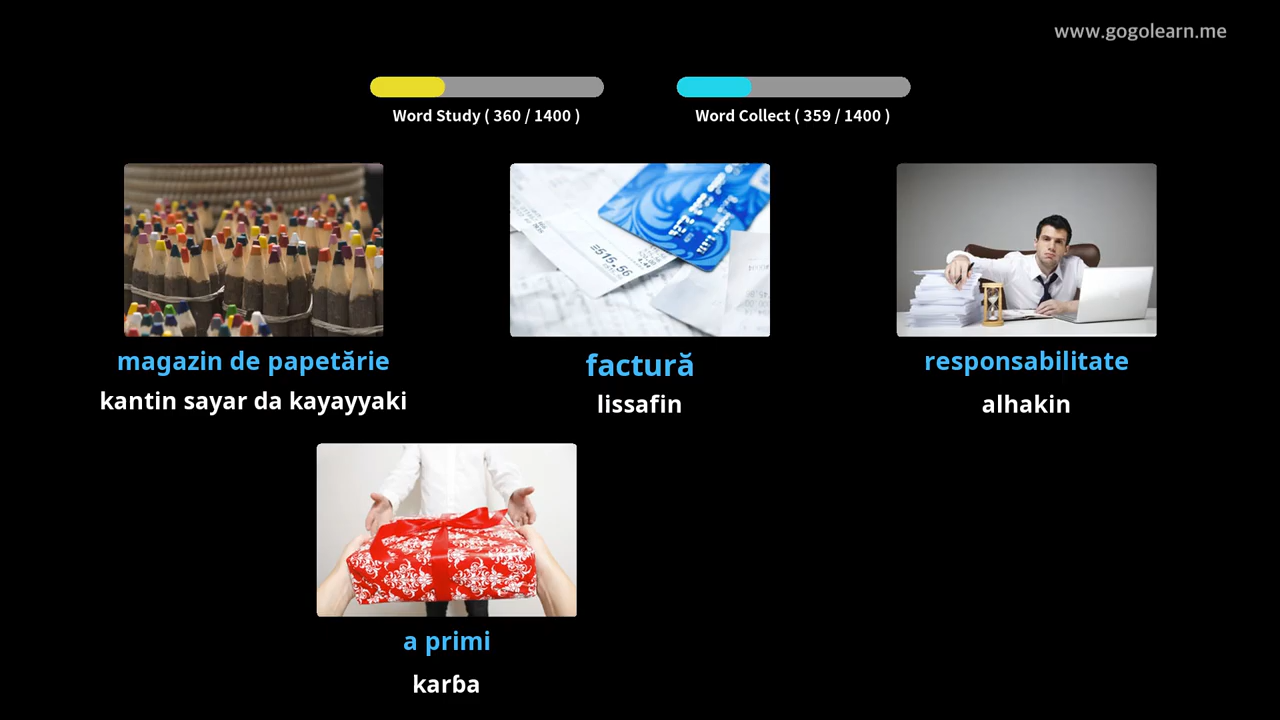 www.gogolearn.me
Word Study ( 360 / 1400 )
Word Collect ( 359 / 1400 )
magazin de papetărie
kantin sayar da kayayyaki
factură
lissafin
responsabilitate
alhakin
a primi
karɓa